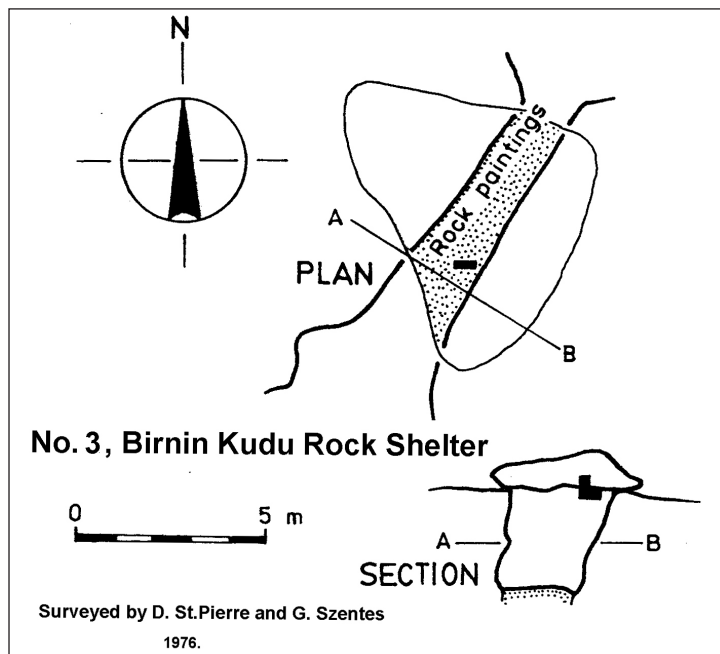 N
Rock paintings
A
PLAN
B
No. 3, Birnin Kudu Rock Shelter
0 5 m
A B
SECTION
Surveyed by D. St.Pierre and G. Szentes
1976.